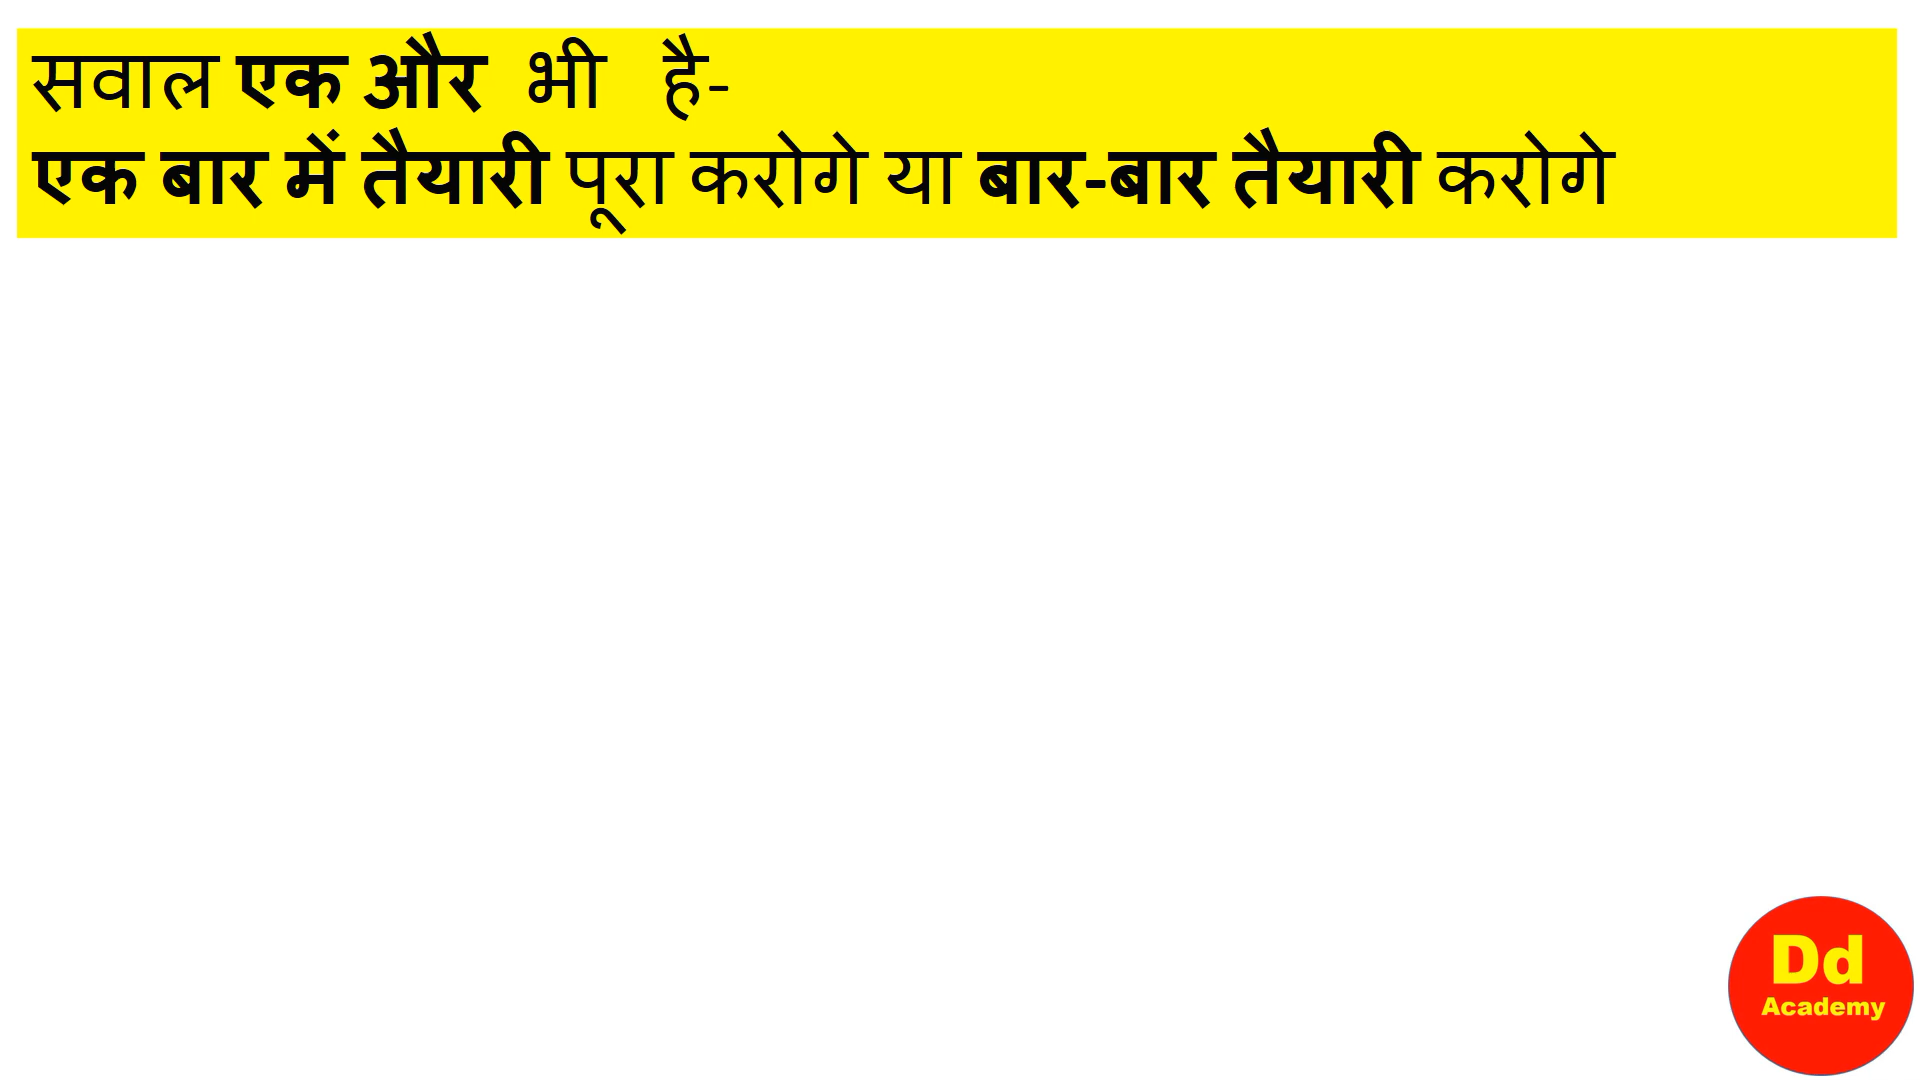 सवाल एक और भी है-
एक बार में तैयारी पूरा करोगे या बार-बार तैयारी करोगे
Dd
Academy